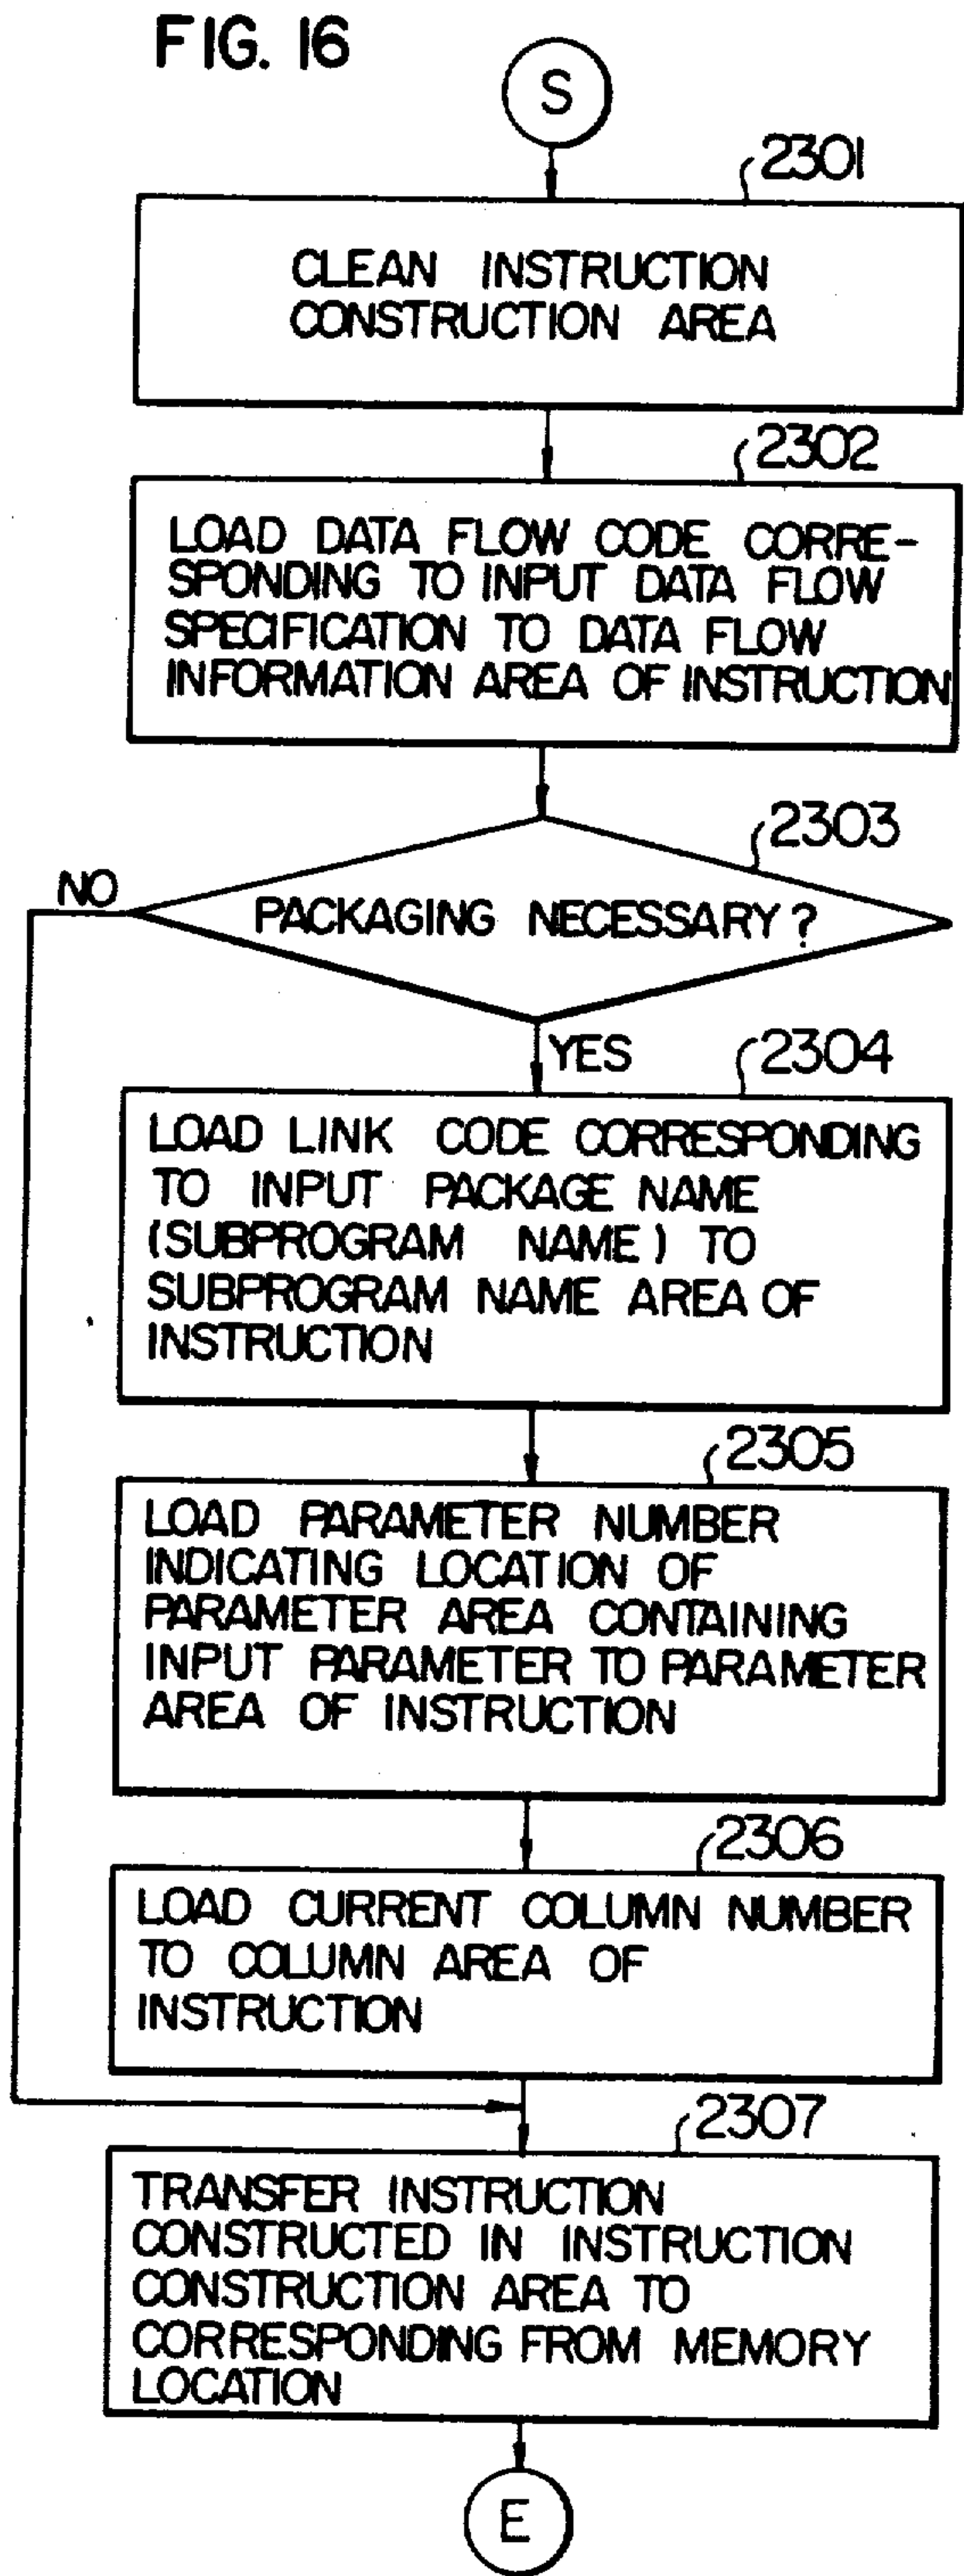 FIG. 16
S
2301
CLEAN INSTRUCTION
CONSTRUCTION AREA
2302
LOAD DATA FLOW CODE CORRE-
SPONDING TO INPUT DATA FLOW
SPECIFICATION TO DATA FLOW
INFORMATION AREA OF INSTRUCTION
2303
NO
PACKAGING NECESSARY?
YES
2304
LOAD LINK CODE CORRESPONDING
TO INPUT PACKAGE NAME
(SUBPROGRAM NAME) TO
SUBPROGRAM NAME AREA OF
INSTRUCTION
2305
LOAD PARAMETER NUMBER
INDICATING LOCATION OF
PARAMETER AREA CONTAINING
INPUT PARAMETER TO PARAMETER
AREA OF INSTRUCTION
2306
LOAD CURRENT COLUMN NUMBER
TO COLUMN AREA OF
INSTRUCTION
2307
TRANSFER INSTRUCTION
CONSTRUCTED IN INSTRUCTION
CONSTRUCTION AREA TO
CORRESPONDING FROM MEMORY
LOCATION
E